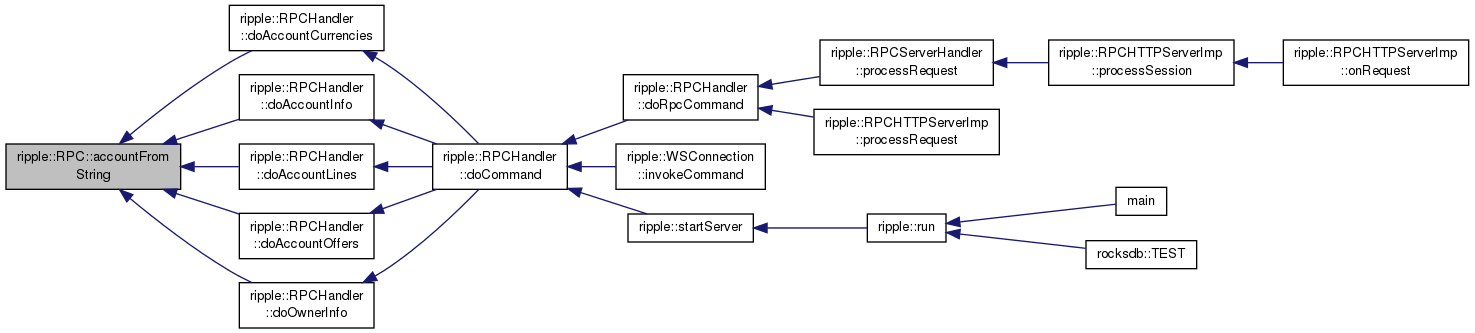 ripple::RPC::accountFrom
String
ripple::RPCHandler
::doAccountCurrencies
ripple::RPCHandler
::doAccountInfo
ripple::RPCHandler
::doAccountLines
ripple::RPCHandler
::doAccountOffers
ripple::RPCHandler
::doOwnerInfo
ripple::RPCHandler
::doCommand
ripple::RPCHandler
::doRpcCommand
ripple::WSConnection
::invokeCommand
ripple::startServer
ripple::RPCServerHandler
::processRequest
ripple::RPCHTTPServerImp
::processRequest
ripple::run
ripple::RPCHTTPServerImp
::processSession
main
rocksdb::TEST
ripple::RPCHTTPServerImp
::onRequest